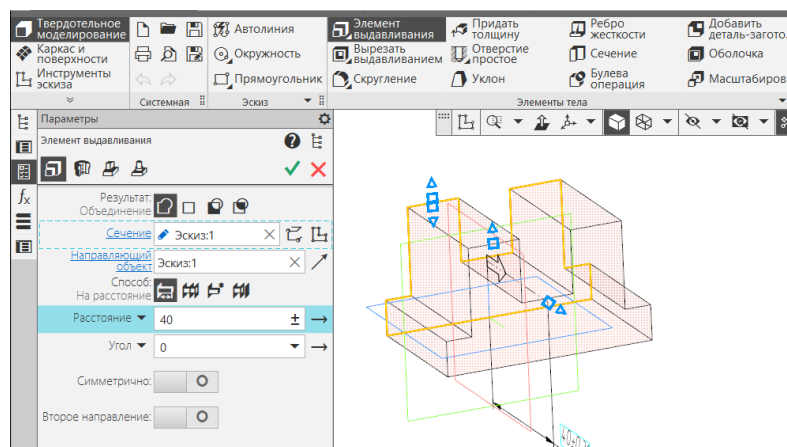 Твердотельное моделирование
Автолиния
Элемент выдавливания
Придать толщину
Ребро жесткости
Добавить деталь-загото.
Каркас и поверхности
Окружность
Вырезать выдавливанием
Отверстие простое
Сечение
Оболочка
Инструменты эскиза
Прямоугольник
Скругление
Уклон
Булева операция
Масштабиров
Системная
Эскиз
Элементы тела
Параметры
Элемент выдавливания
Результат:
Объединение
Сечение
Эскиз:1
Направляющий объект
Эскиз:1
Способ:
На расстояние
Расстояние
40
Угол
0
Симметрично:
Второе направление: